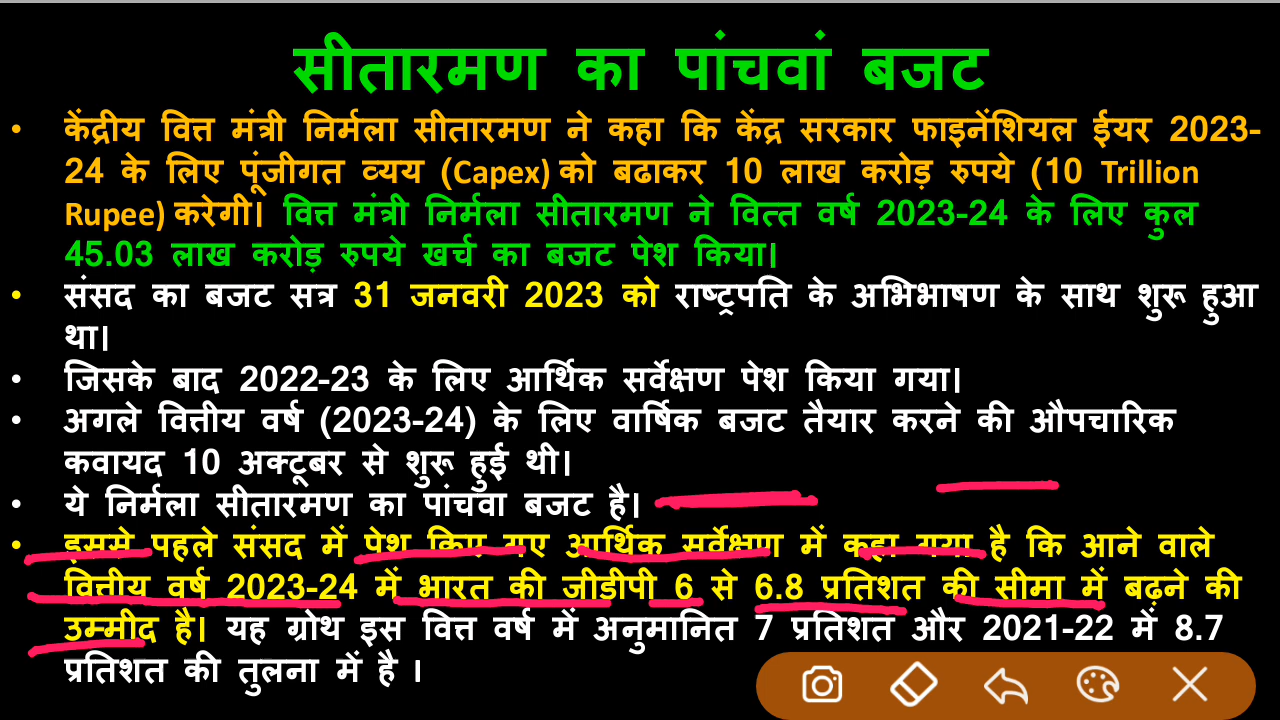 सीतारमण का पांचवां बजट
• केंद्रीय वित्त मंत्री निर्मला सीतारमण ने कहा कि केंद्र सरकार फाइनेंशियल ईयर 2023-
24 के लिए पूंजीगत व्यय (Capex) को बढाकर 10 लाख करोड़ रुपये (10 Trillion
Rupee) करेगी। वित्त मंत्री निर्मला सीतारमण ने वित्त वर्ष 2023-24 के लिए कुल
45.03 लाख करोड़ रुपये खर्च का बजट पेश किया।
• संसद का बजट सत्र 31 जनवरी 2023 को राष्ट्रपति के अभिभाषण के साथ शुरू हुआ
था।
• जिसके बाद 2022-23 के लिए आर्थिक सर्वेक्षण पेश किया गया।
• अगले वित्तीय वर्ष (2023-24) के लिए वार्षिक बजट तैयार करने की औपचारिक
कवायद 10 अक्टूबर से शुरू हुई थी।
• ये निर्मला सीतारमण का पांचवा बजट है।
• इससे पहले संसद में पेश किए गए आर्थिक सर्वेक्षण में कहा गया है कि आने वाले
वित्तीय वर्ष 2023-24 में भारत की जीडीपी 6 से 6.8 प्रतिशत की सीमा में बढ़ने की
उम्मीद है। यह ग्रोथ इस वित्त वर्ष में अनुमानित 7 प्रतिशत और 2021-22 में 8.7
प्रतिशत की तुलना में है ।